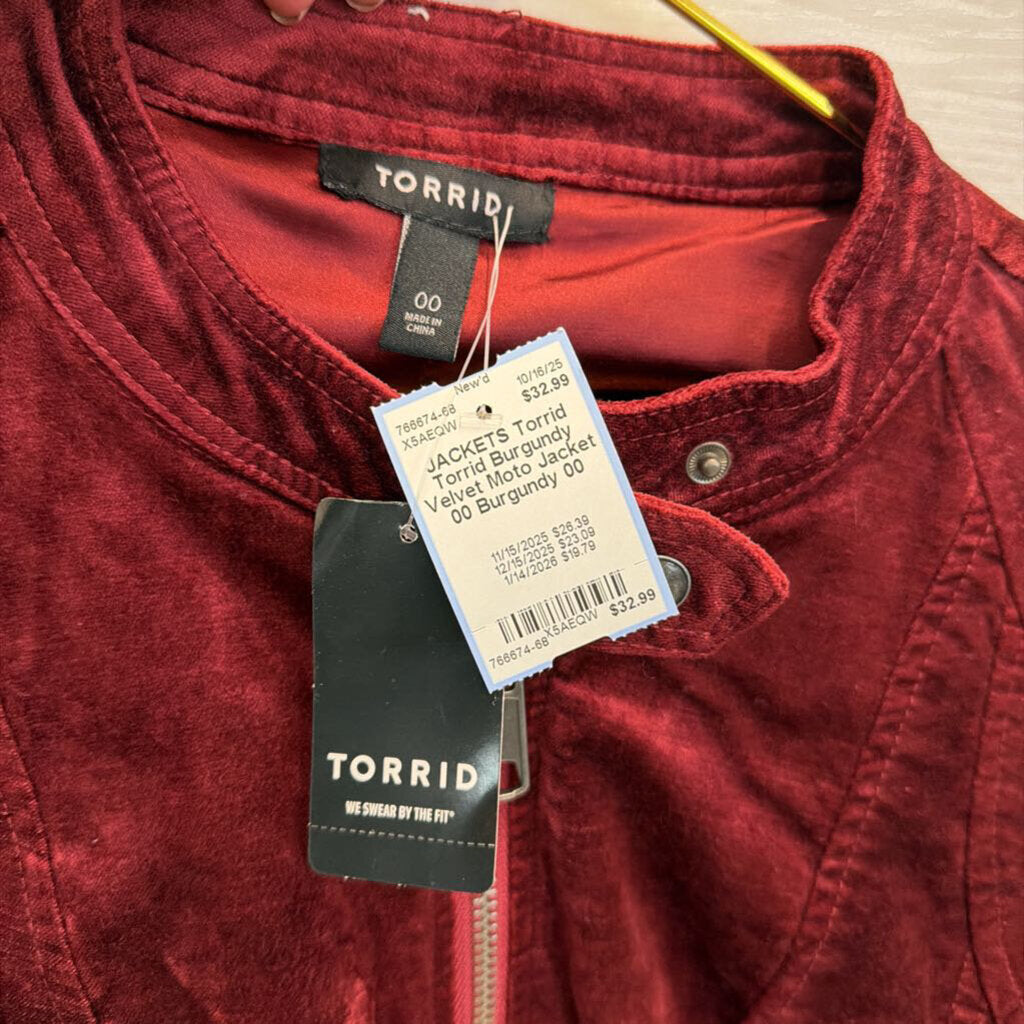 TORRID
00
MADE IN
CHINA
New'd
10/16/25
766674-68
$32.99
X5AEQW
JACKETS Torrid
Torrid Burgundy
Velvet Moto Jacket
00 Burgundy 00
11/15/2025 $26.39
12/15/2025 $23.09
1/14/2026 $19.79
766674-68 X5AEQW $32.99
TORRID
WE SWEAR BY THE FIT®